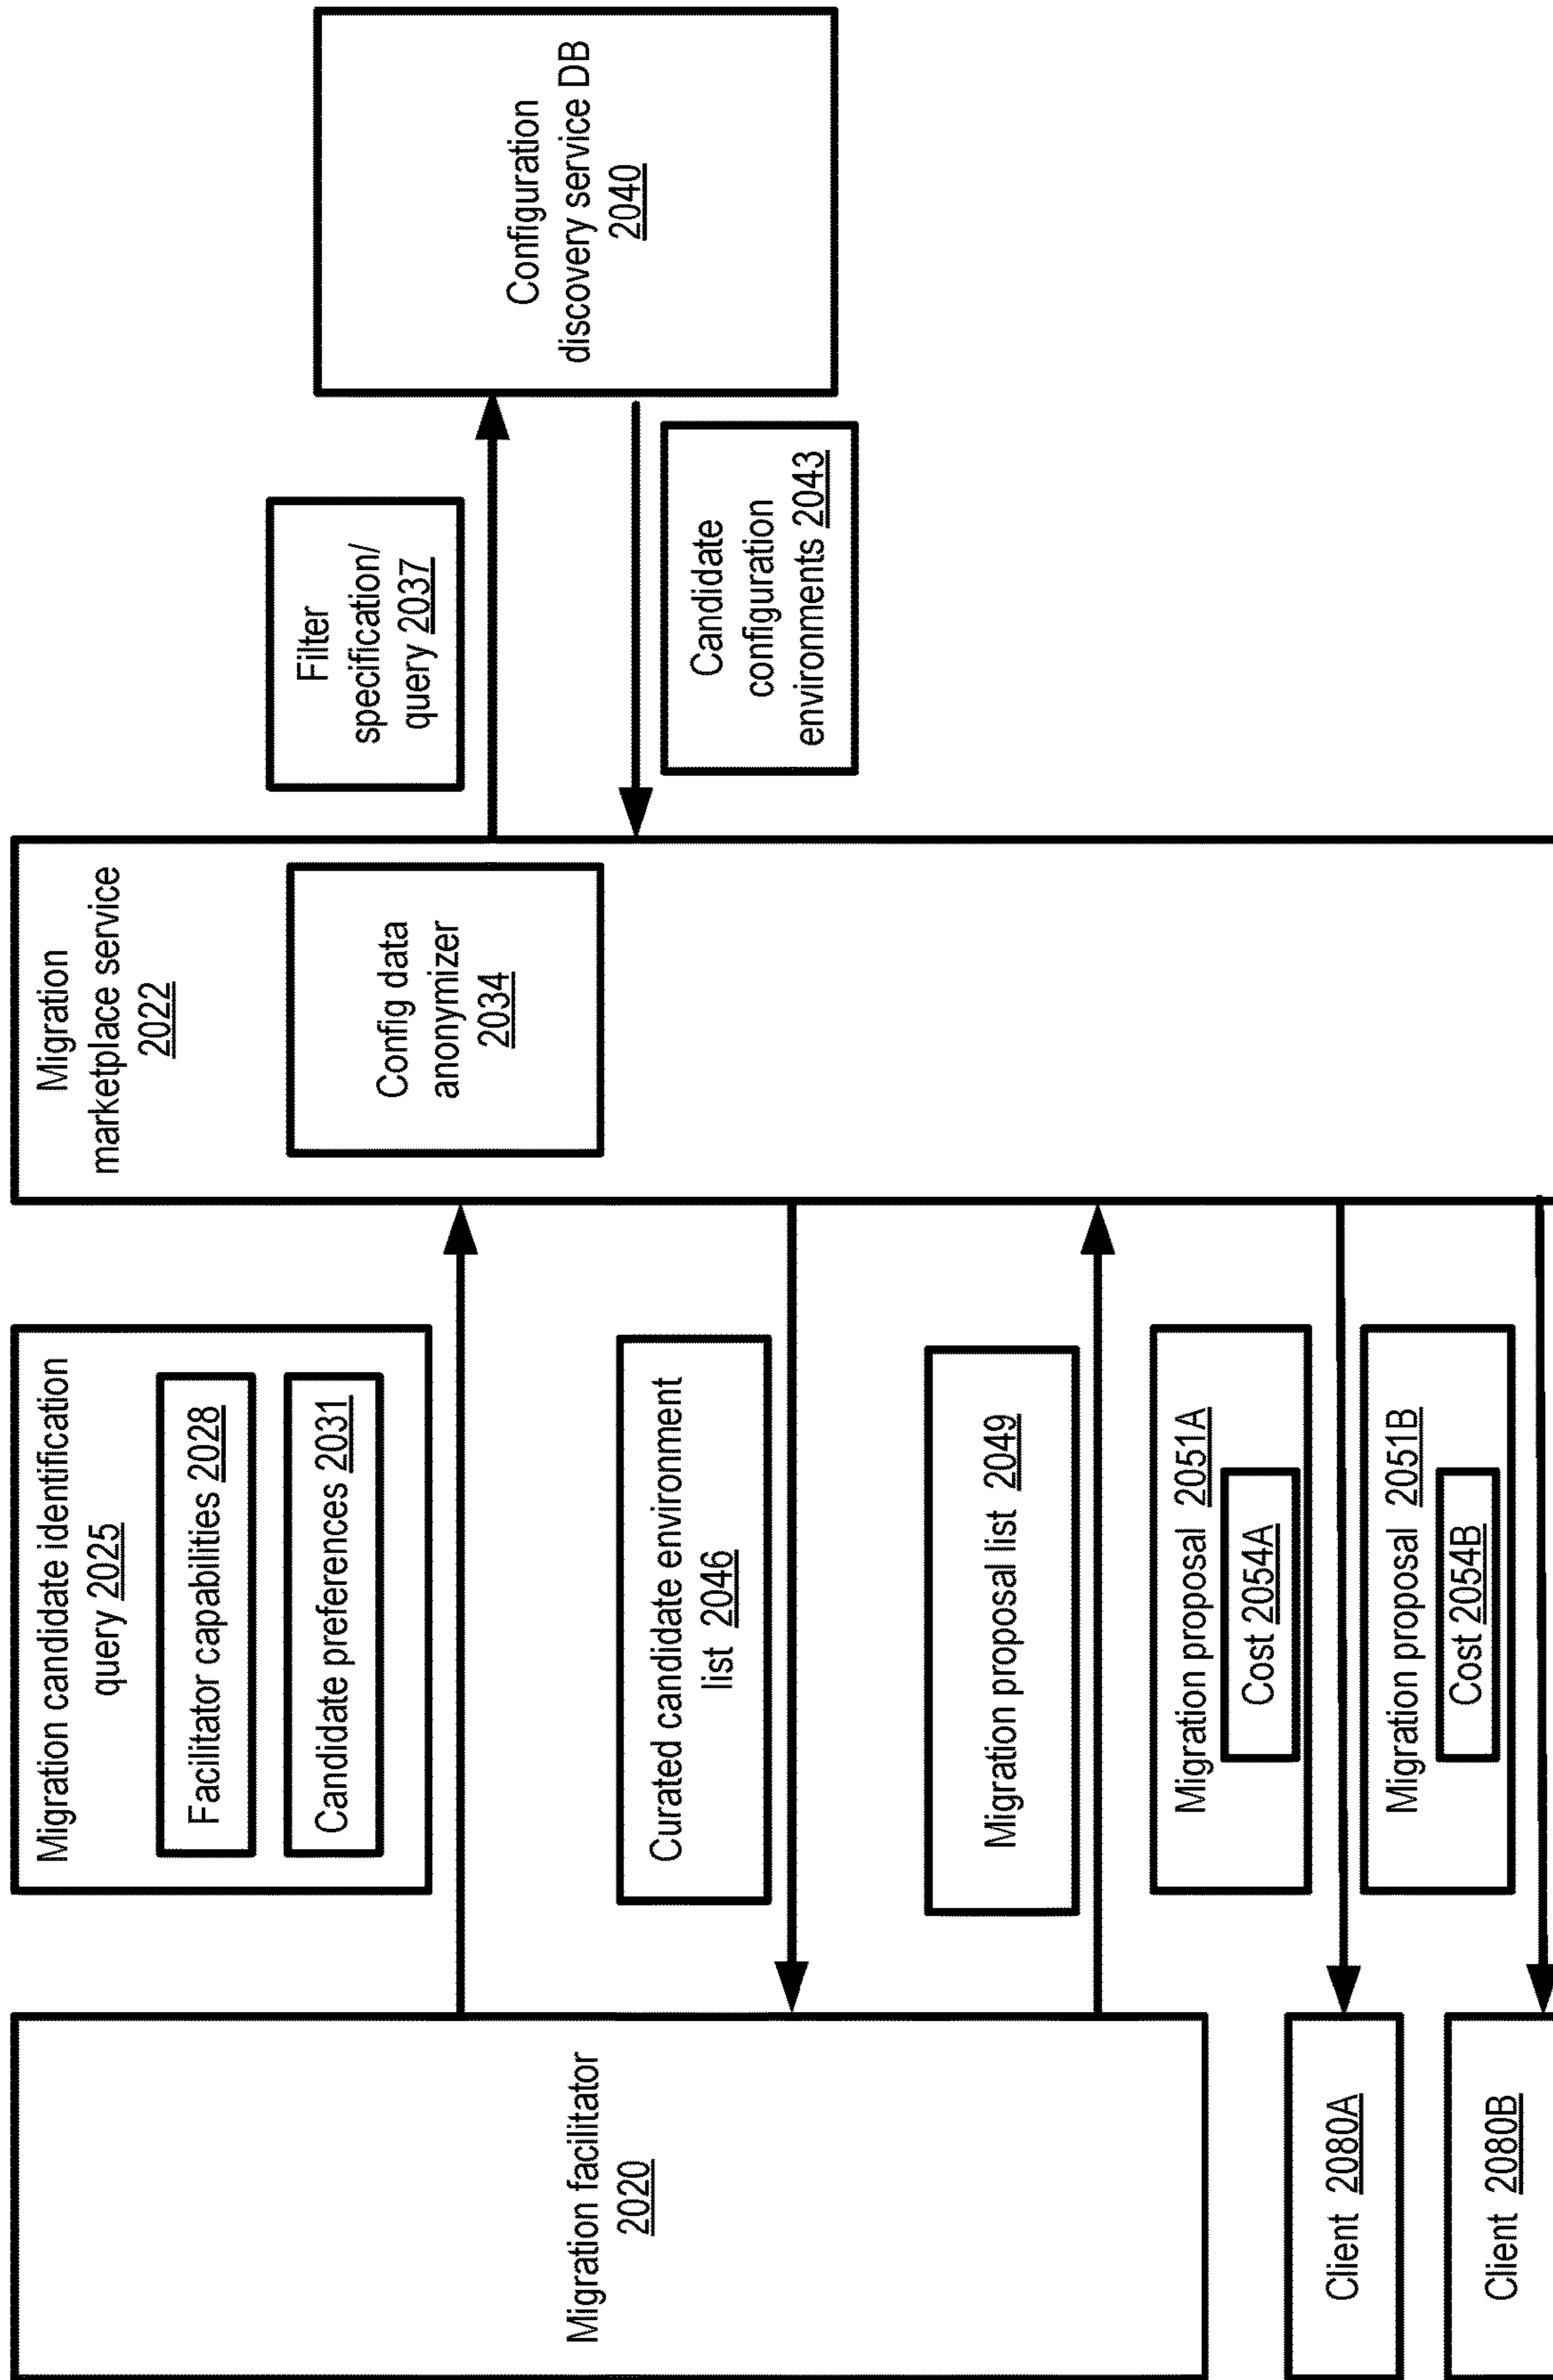 Migration facilitator
2020
Client 2080A
Client 2080B
Migration candidate identification
query 2025
Facilitator capabilities 2028
Candidate preferences 2031
Curated candidate environment
list 2046
Migration proposal list 2049
Migration proposal 2051A
Cost 2054A
Migration proposal 2051B
Cost 2054B
Migration
marketplace service
2022
Config data
anonymizer
2034
Filter
specification/
query 2037
Candidate
configuration
environments 2043
Configuration
discovery service DB
2040